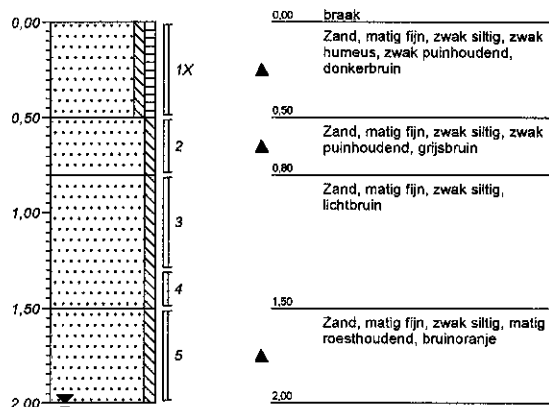 0,00
0,50
1,00
1,50
2,00
1X
2
3
4
5
0,00 braak
Zand, matig fijn, zwak siltig, zwak
humeus, zwak puinhoudend,
donkerbruin
0,50
Zand, matig fijn, zwak siltig, zwak
puinhoudend, grijsbruin
0,80
Zand, matig fijn, zwak siltig,
lichtbruin
1,50
Zand, matig fijn, zwak siltig, matig
roesthoudend, bruinoranje
2,00